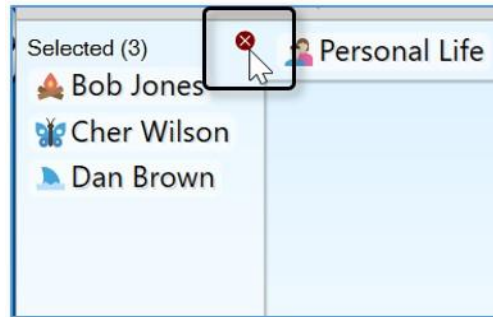 Selected (3)
Personal Life
Bob Jones
Cher Wilson
Dan Brown